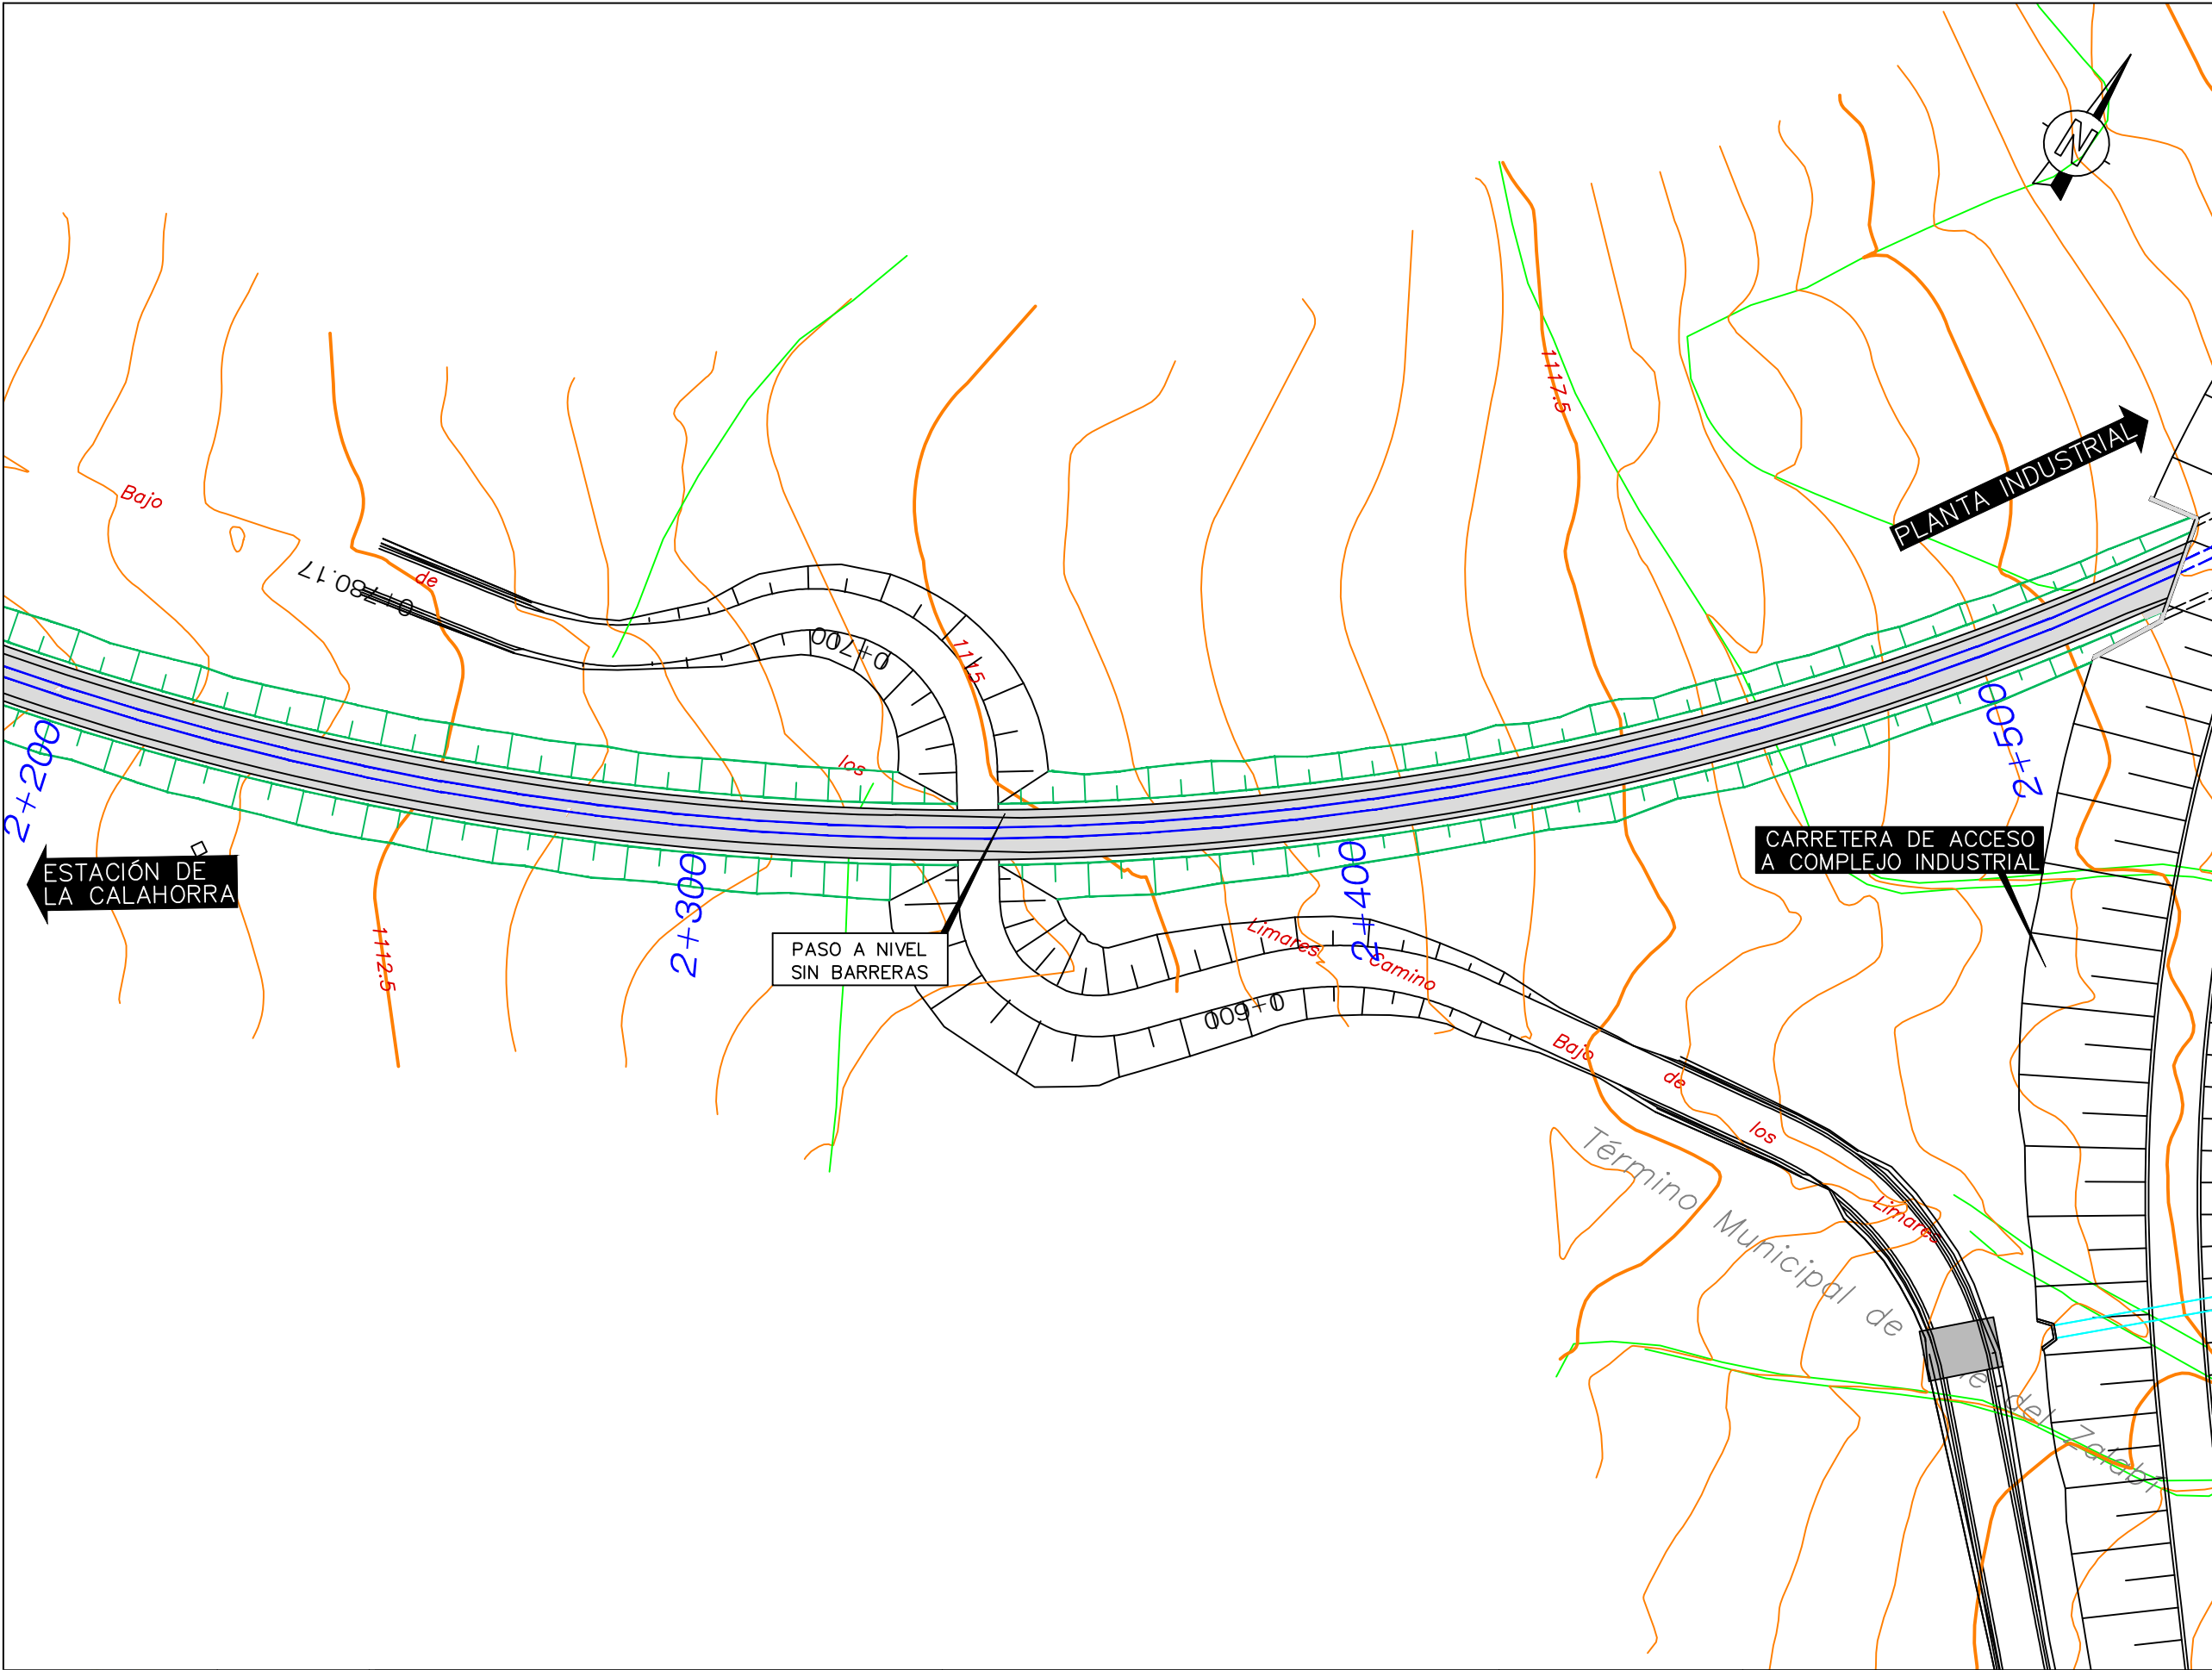 N
1117.5
PLANTA INDUSTRIAL
Bajo
de
0+780.17
0+700
1115
los
2+200
2+500
ESTACIÓN DE
LA CALAHORRA
CARRETERA DE ACCESO
A COMPLEJO INDUSTRIAL
2+300
2+400
1112.5
PASO A NIVEL
SIN BARRERAS
Limares
Camino
0+600
Bajo
de
los
Limares
Término Municipal de
del Zalabí